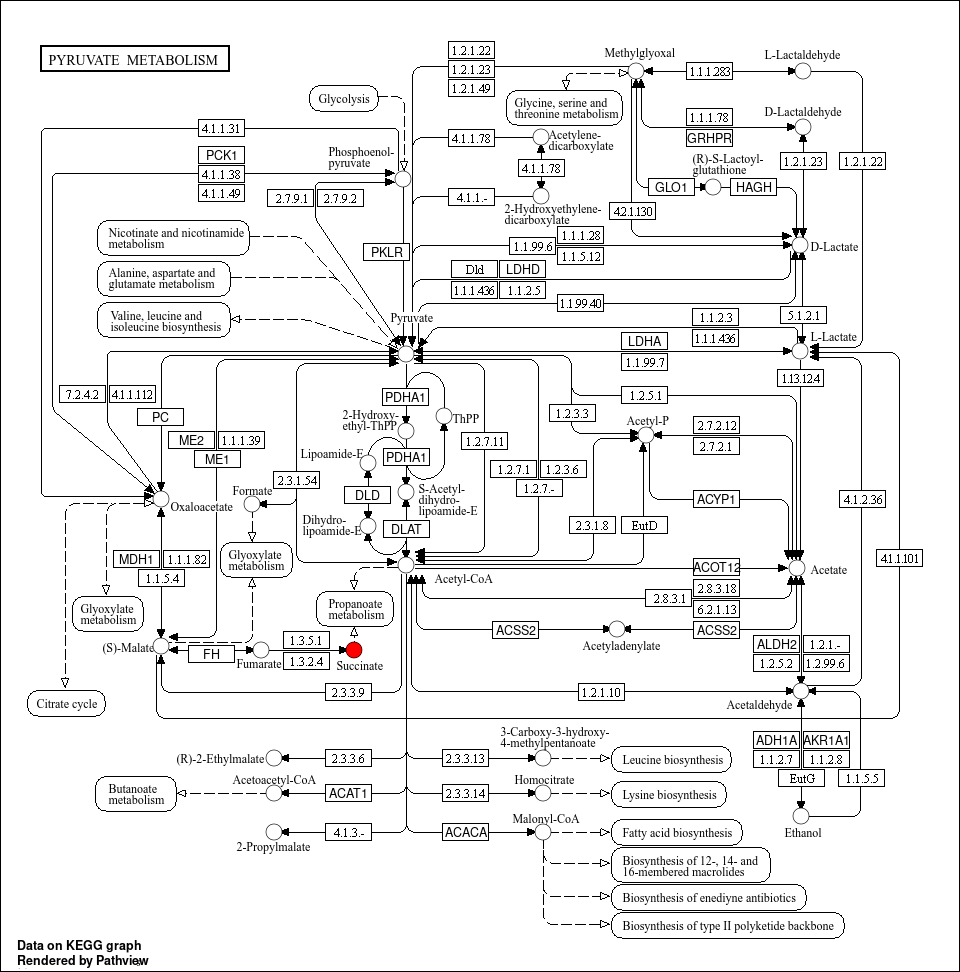 PYRUVATE METABOLISM
1.2.1.22
1.2.1.23
1.2.1.49
Methylglyoxal
1.1.1.283
L-Lactaldehyde
Glycolysis
Glycine, serine and
threonine metabolism
1.1.1.78
GRHPR
D-Lactaldehyde
4.1.1.31
PCK1
4.1.1.38
4.1.1.49
Phosphoenol-
pyruvate
4.1.1.78
Acetylene-
dicarboxylate
4.1.1.78
(R)-S-Lactoyl-
glutathione
1.2.1.23
1.2.1.22
2.7.9.1
2.7.9.2
4.1.1.-
2-Hydroxyethylene-
dicarboxylate
GLO1
HAGH
4.2.1.130
Nicotinate and nicotinamide
metabolism
PKLR
1.1.99.6
1.1.1.28
1.1.5.12
D-Lactate
Alanine, aspartate and
glutamate metabolism
Dld
LDHD
1.1.1.436
1.1.2.5
1.1.99.40
Valine, leucine and
isoleucine biosynthesis
Pyruvate
1.1.2.3
1.1.1.436
5.1.2.1
L-Lactate
LDHA
1.1.99.7
1.13.12.4
7.2.4.2
4.1.1.112
PC
ME2
1.1.1.39
ME1
PDHA1
2-Hydroxy-
ethyl-ThPP
ThPP
1.2.3.3
1.2.5.1
Acetyl-P
2.7.2.12
2.7.2.1
Lipoamide-E
PDHA1
1.2.7.11
1.2.7.1
1.2.3.6
1.2.7.-
2.3.1.54
Formate
Oxaloacetate
DLD
S-Acetyl-
dihydro-
lipoamide-E
ACYP1
4.1.2.36
Dihydro-
lipoamide-E
DLAT
2.3.1.8
EutD
MDH1
1.1.1.82
1.1.5.4
Glyoxylate
metabolism
Acetyl-CoA
ACOT12
Acetate
4.1.1.101
Glyoxylate
metabolism
Propanoate
metabolism
2.8.3.1
2.8.3.18
6.2.1.13
ACSS2
Acetyladenylate
ACSS2
(S)-Malate
FH
Fumarate
1.3.5.1
1.3.2.4
Succinate
ALDH2
1.2.1.-
1.2.5.2
1.2.99.6
Citrate cycle
2.3.3.9
1.2.1.10
Acetaldehyde
(R)-2-Ethylmalate
2.3.3.6
2.3.3.13
3-Carboxy-3-hydroxy-
4-methylpentanoate
Leucine biosynthesis
ADH1A
AKR1A1
1.1.2.7
1.1.2.8
EutG
1.1.5.5
Butanoate
metabolism
Acetoacetyl-CoA
ACAT1
2.3.3.14
Homocitrate
Lysine biosynthesis
Ethanol
2-Propylmalate
4.1.3.-
ACACA
Malonyl-CoA
Fatty acid biosynthesis
Biosynthesis of 12-, 14- and
16-membered macrolides
Biosynthesis of enediyne antibiotics
Biosynthesis of type II polyketide backbone
Data on KEGG graph
Rendered by Pathview